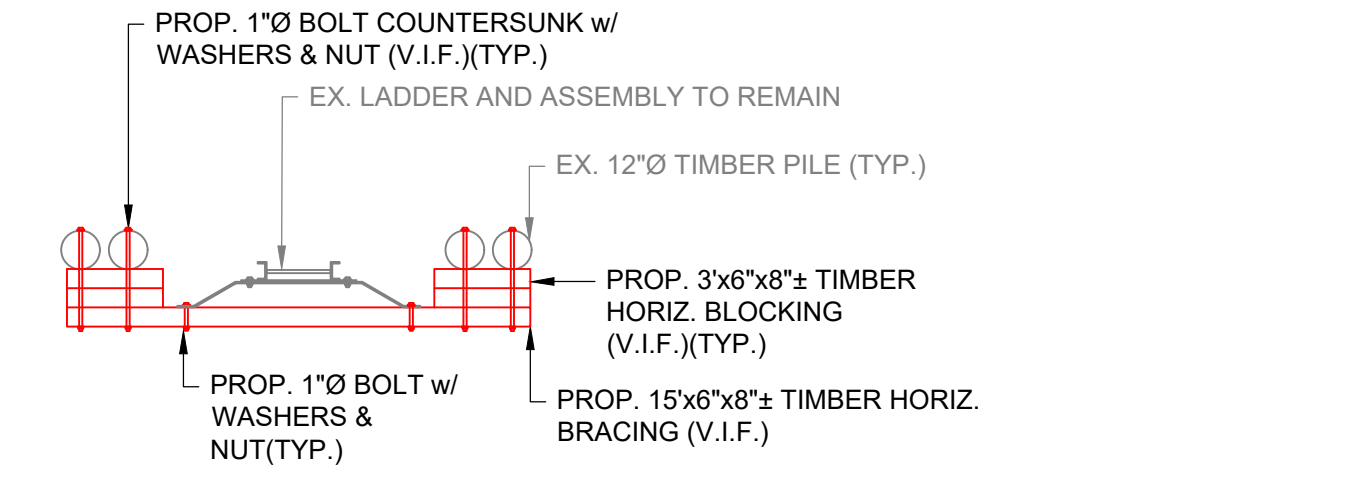 PROP. 1"Ø BOLT COUNTERSUNK w/
WASHERS & NUT (V.I.F.)(TYP.)
EX. LADDER AND ASSEMBLY TO REMAIN
EX. 12"Ø TIMBER PILE (TYP.)
PROP. 3'x6"x8"± TIMBER
HORIZ. BLOCKING
(V.I.F.)(TYP.)
PROP. 1"Ø BOLT w/
WASHERS &
NUT(TYP.)
PROP. 15'x6"x8"± TIMBER HORIZ.
BRACING (V.I.F.)